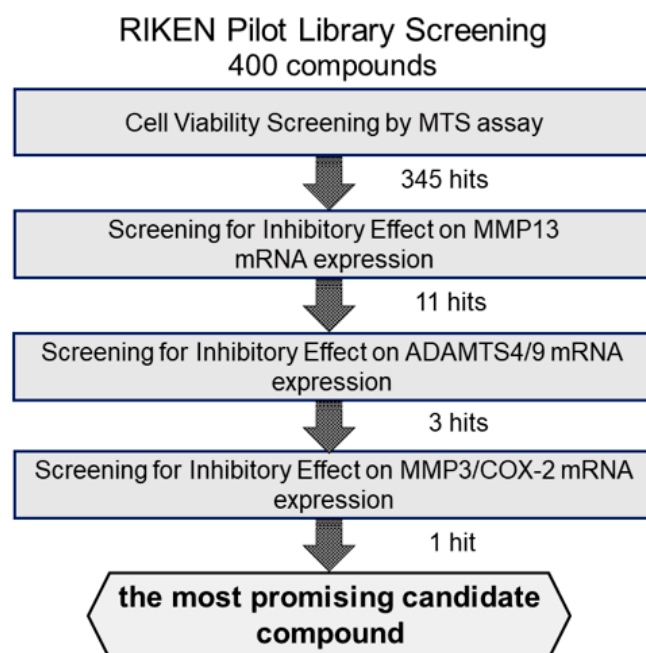 RIKEN Pilot Library Screening
400 compounds
Cell Viability Screening by MTS assay
345 hits
Screening for Inhibitory Effect on MMP13
mRNA expression
11 hits
Screening for Inhibitory Effect on ADAMTS4/9 mRNA
expression
3 hits
Screening for Inhibitory Effect on MMP3/COX-2 mRNA
expression
1 hit
the most promising candidate
compound